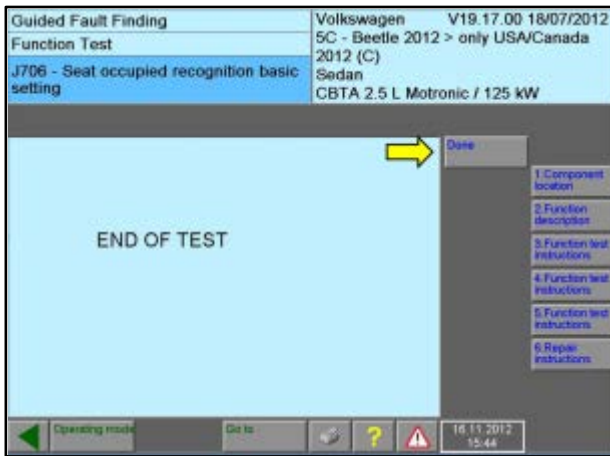 Guided Fault Finding
Function Test
J706 - Seat occupied recognition basic
setting
Volkswagen V19.17.00 18/07/2012
5C - Beetle 2012 > only USA/Canada
2012 (C)
Sedan
CBTA 2.5 L Motronic / 125 kW
Done
END OF TEST
1.Component
location
2.Function
description
3.Function test
instructions
4.Function test
instructions
5.Function test
instructions
6.Repair
instructions
Operating mode
Go to
?
16.11.2012
15:44